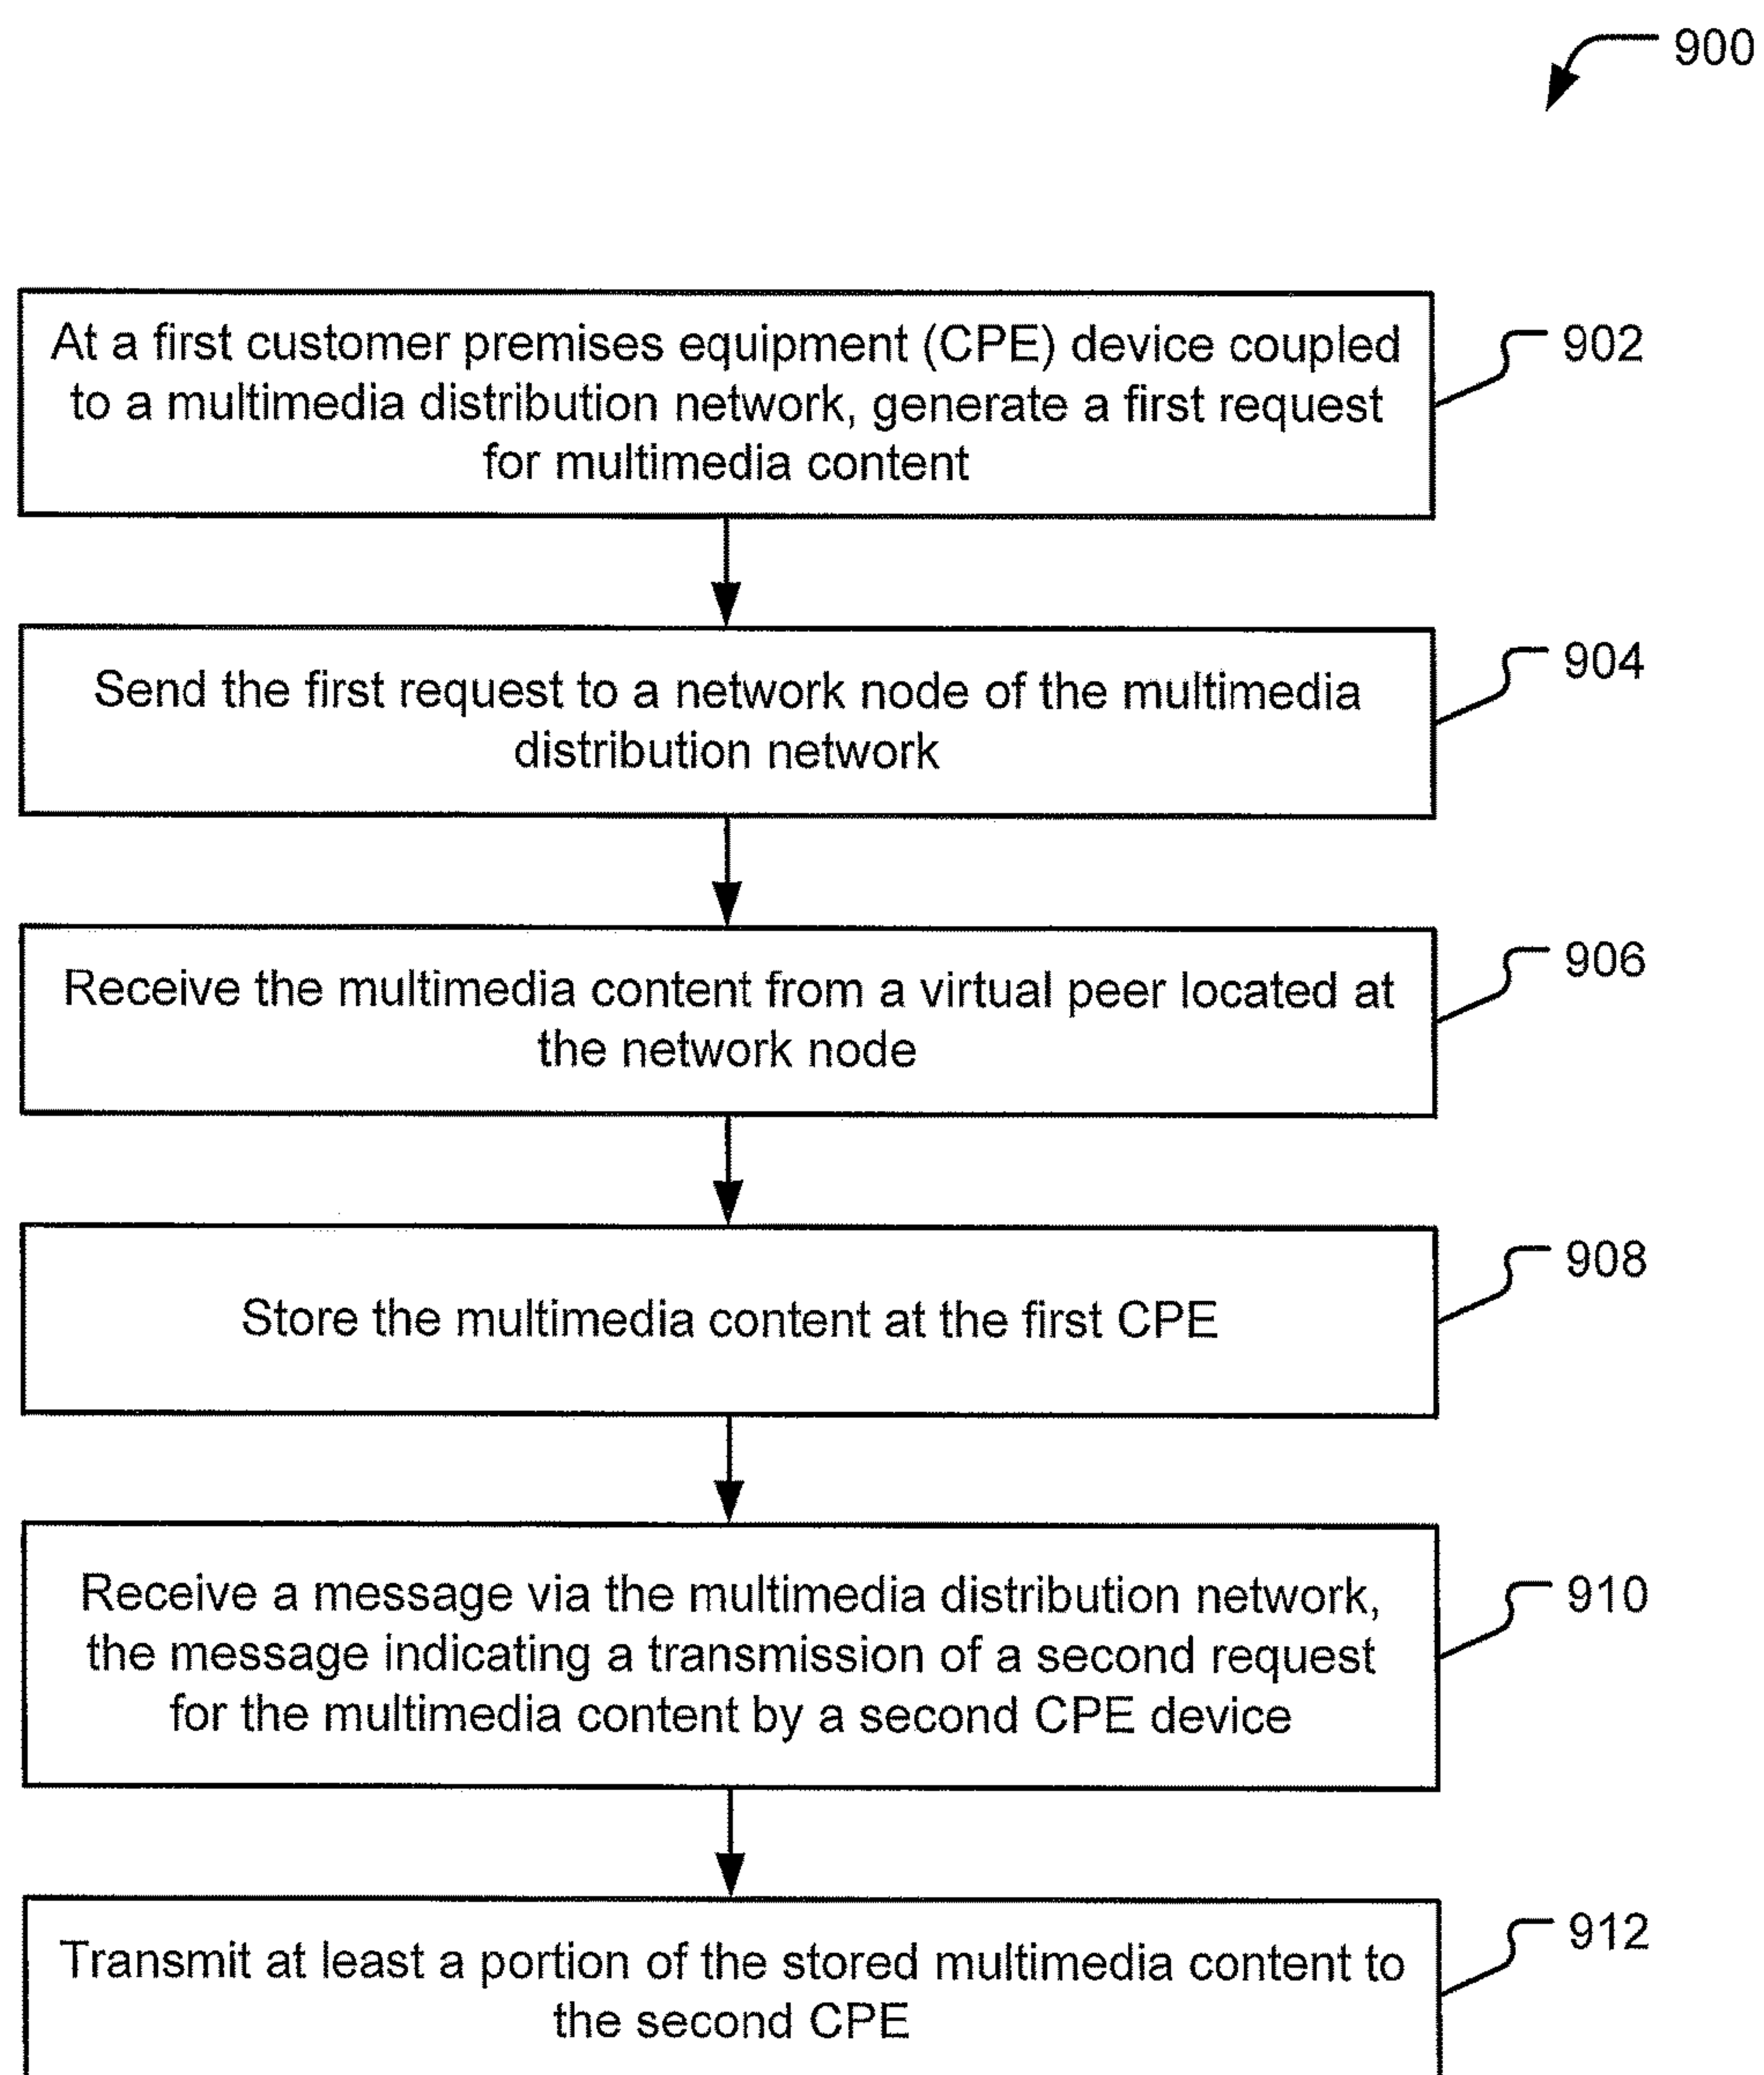 900
At a first customer premises equipment (CPE) device coupled
to a multimedia distribution network, generate a first request
for multimedia content
902
Send the first request to a network node of the multimedia
distribution network
904
Receive the multimedia content from a virtual peer located at
the network node
906
Store the multimedia content at the first CPE
908
Receive a message via the multimedia distribution network,
the message indicating a transmission of a second request
for the multimedia content by a second CPE device
910
Transmit at least a portion of the stored multimedia content to
the second CPE
912